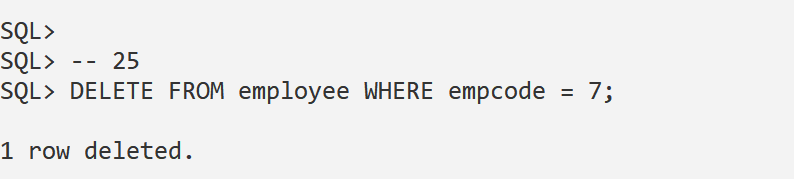 SQL>
SQL> -- 25
SQL> DELETE FROM employee WHERE empcode = 7;
1 row deleted.